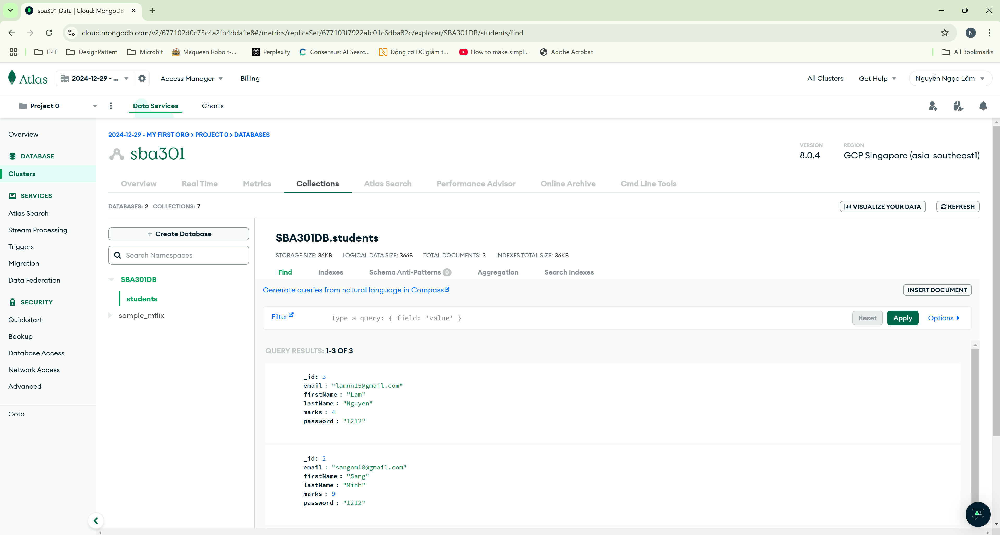 sba301 Data | Cloud: MongoDB
cloud.mongodb.com/v2/677102d0c75c4a2fb4dda1e8#/metrics/replicaSet/677103f7922afc01c6dba82c/explorer/SBA301DB/students/find
N
FPT DesignPattern Microbit Maqueen Robo t-... Perplexity Consensus: AI Searc... Động cơ DC giảm t... How to make simpl... Adobe Acrobat All Bookmarks
Atlas 2024-12-29 - ... Access Manager Billing All Clusters Get Help Nguyễn Ngọc Lâm
Project 0 Data Services Charts
Overview
DATABASE
Clusters
SERVICES
Atlas Search
Stream Processing
Triggers
Migration
Data Federation
SECURITY
Quickstart
Backup
Database Access
Network Access
Advanced
Goto
2024-12-29 - MY FIRST ORG > PROJECT 0 > DATABASES
sba301
VERSION REGION
8.0.4 GCP Singapore (asia-southeast1)
Overview Real Time Metrics Collections Atlas Search Performance Advisor Online Archive Cmd Line Tools
DATABASES: 2 COLLECTIONS: 7
VISUALIZE YOUR DATA REFRESH
+ Create Database
Search Namespaces
SBA301DB
students
sample_mflix
SBA301DB.students
STORAGE SIZE: 36KB LOGICAL DATA SIZE: 366B TOTAL DOCUMENTS: 3 INDEXES TOTAL SIZE: 36KB
Find Indexes Schema Anti-Patterns 0 Aggregation Search Indexes
Generate queries from natural language in Compass
INSERT DOCUMENT
Filter Type a query: { field: 'value' } Reset Apply Options
QUERY RESULTS: 1-3 OF 3
_id: 3
email : "lamnn15@gmail.com"
firstName : "Lam"
lastName : "Nguyen"
marks : 4
password : "1212"
_id: 2
email : "sangnm18@gmail.com"
firstName : "Sang"
lastName : "Minh"
marks : 9
password : "1212"